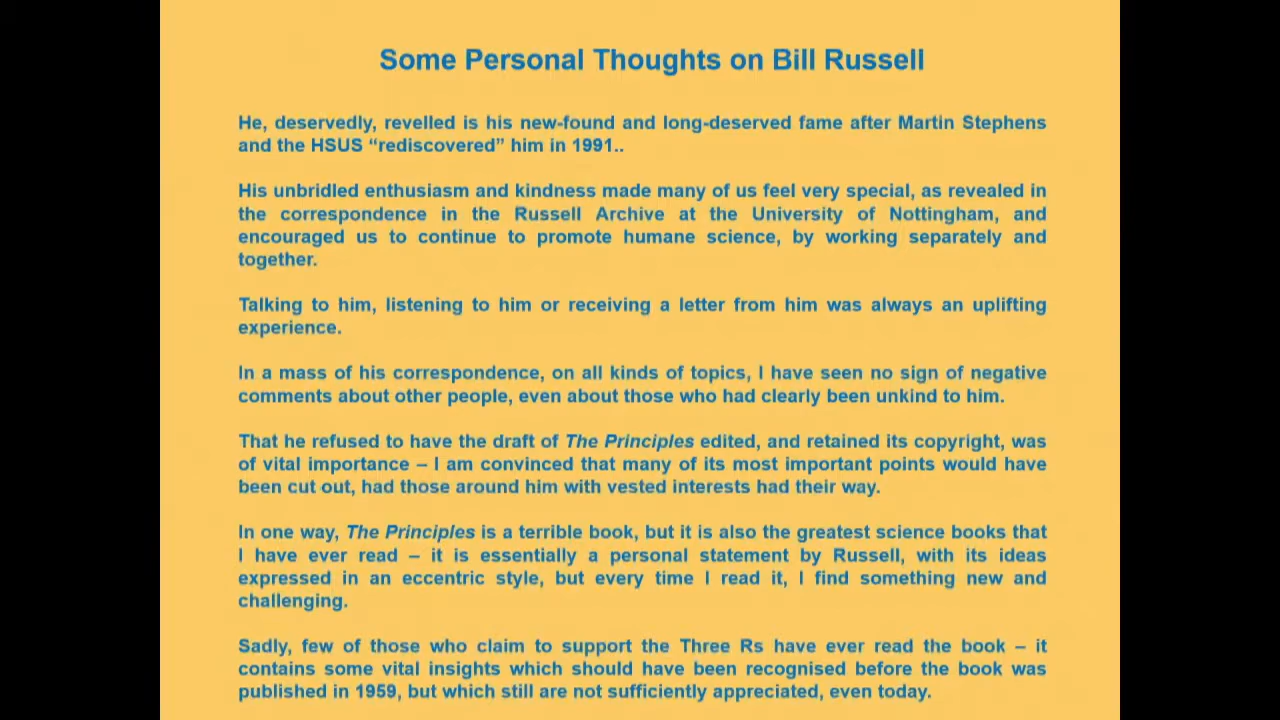 Some Personal Thoughts on Bill Russell
He, deservedly, revelled is his new-found and long-deserved fame after Martin Stephens
and the HSUS “rediscovered” him in 1991..
His unbridled enthusiasm and kindness made many of us feel very special, as revealed in
the correspondence in the Russell Archive at the University of Nottingham, and
encouraged us to continue to promote humane science, by working separately and
together.
Talking to him, listening to him or receiving a letter from him was always an uplifting
experience.
In a mass of his correspondence, on all kinds of topics, I have seen no sign of negative
comments about other people, even about those who had clearly been unkind to him.
That he refused to have the draft of The Principles edited, and retained its copyright, was
of vital importance – I am convinced that many of its most important points would have
been cut out, had those around him with vested interests had their way.
In one way, The Principles is a terrible book, but it is also the greatest science books that
I have ever read – it is essentially a personal statement by Russell, with its ideas
expressed in an eccentric style, but every time I read it, I find something new and
challenging.
Sadly, few of those who claim to support the Three Rs have ever read the book – it
contains some vital insights which should have been recognised before the book was
published in 1959, but which still are not sufficiently appreciated, even today.